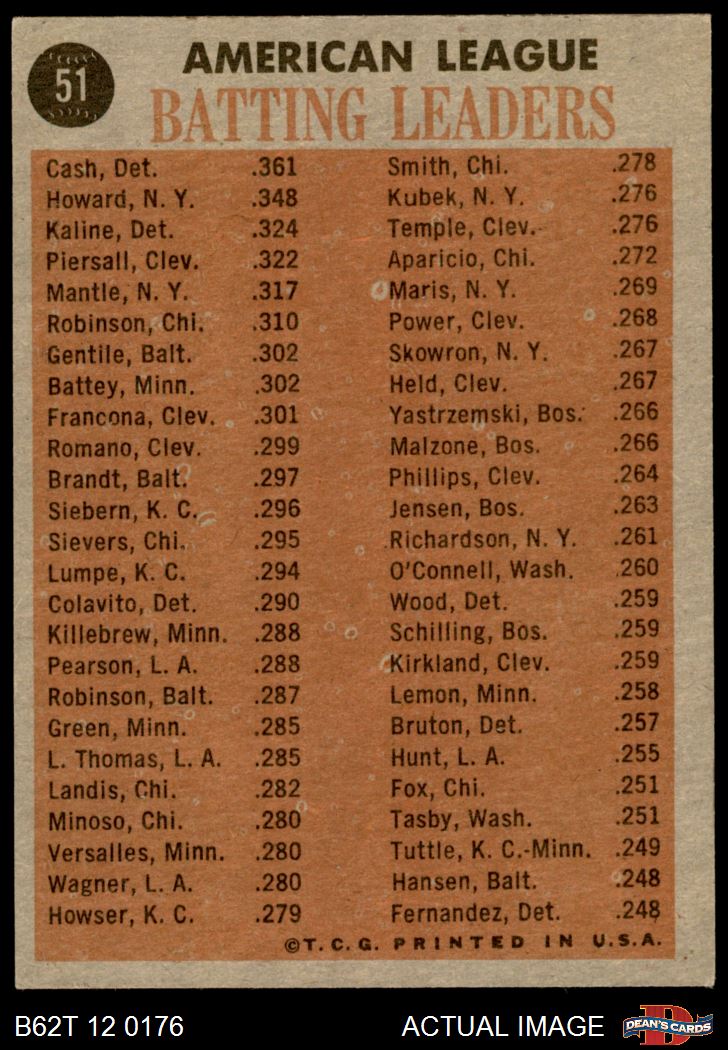 51
AMERICAN LEAGUE
BATTING LEADERS
Cash, Det. .361
Howard, N. Y. .348
Kaline, Det. .324
Piersall, Clev. .322
Mantle, N. Y. .317
Robinson, Chi. .310
Gentile, Balt. .302
Battey, Minn. .302
Francona, Clev. .301
Romano, Clev. .299
Brandt, Balt. .297
Siebern, K. C. .296
Sievers, Chi. .295
Lumpe, K. C. .294
Colavito, Det. .290
Killebrew, Minn. .288
Pearson, L. A. .288
Robinson, Balt. .287
Green, Minn. .285
L. Thomas, L. A. .285
Landis, Chi. .282
Minoso, Chi. .280
Versalles, Minn. .280
Wagner, L. A. .280
Howser, K. C. .279
Smith, Chi. .278
Kubek, N. Y. .276
Temple, Clev. .276
Aparicio, Chi. .272
Maris, N. Y. .269
Power, Clev. .268
Skowron, N. Y. .267
Held, Clev. .267
Yastrzemski, Bos. .266
Malzone, Bos. .266
Phillips, Clev. .264
Jensen, Bos. .263
Richardson, N. Y. .261
O'Connell, Wash. .260
Wood, Det. .259
Schilling, Bos. .259
Kirkland, Clev. .259
Lemon, Minn. .258
Bruton, Det. .257
Hunt, L. A. .255
Fox, Chi. .251
Tasby, Wash. .251
Tuttle, K. C.-Minn. .249
Hansen, Balt. .248
Fernandez, Det. .248
©T. C. G. PRINTED IN U.S.A.
B62T 12 0176
ACTUAL IMAGE
D
DEAN'S CARDS